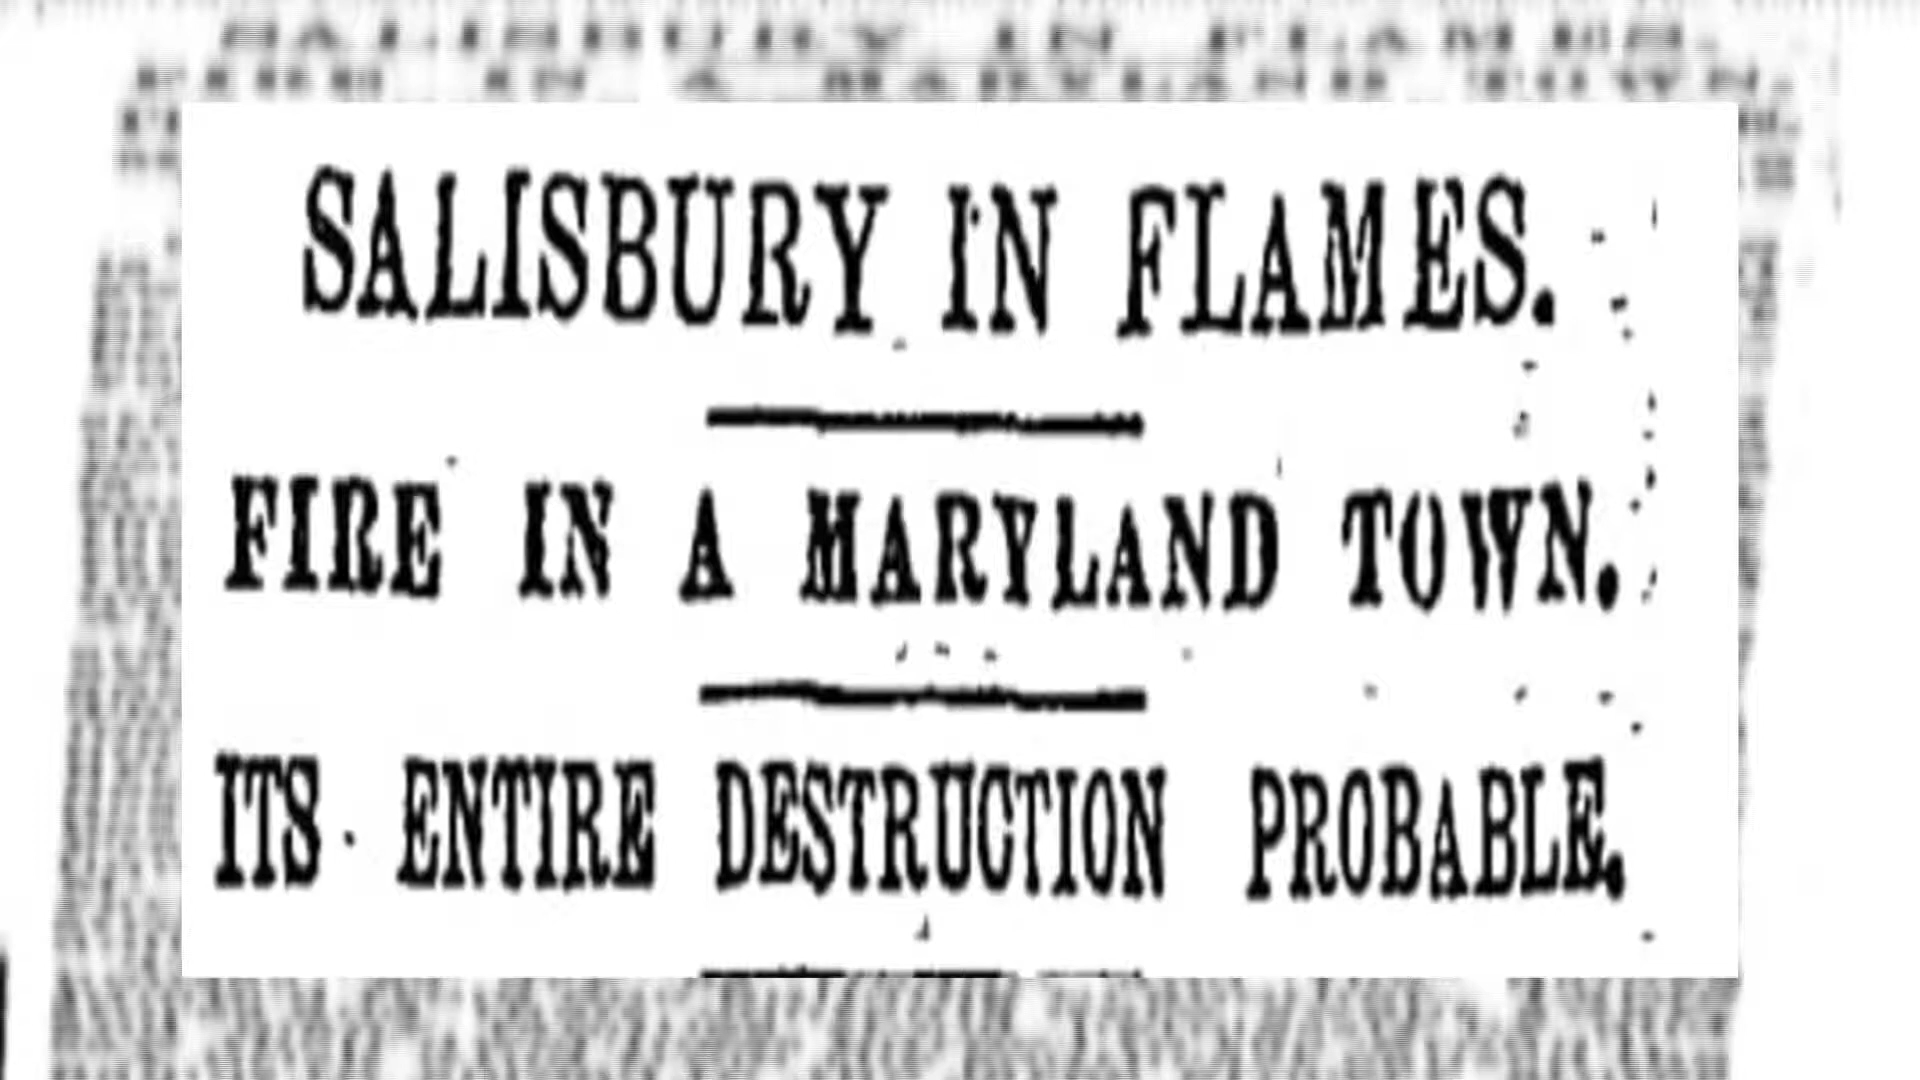 SALISBURY IN FLAMES.
FIRE IN A MARYLAND TOWN.
ITS ENTIRE DESTRUCTION PROBABLE.